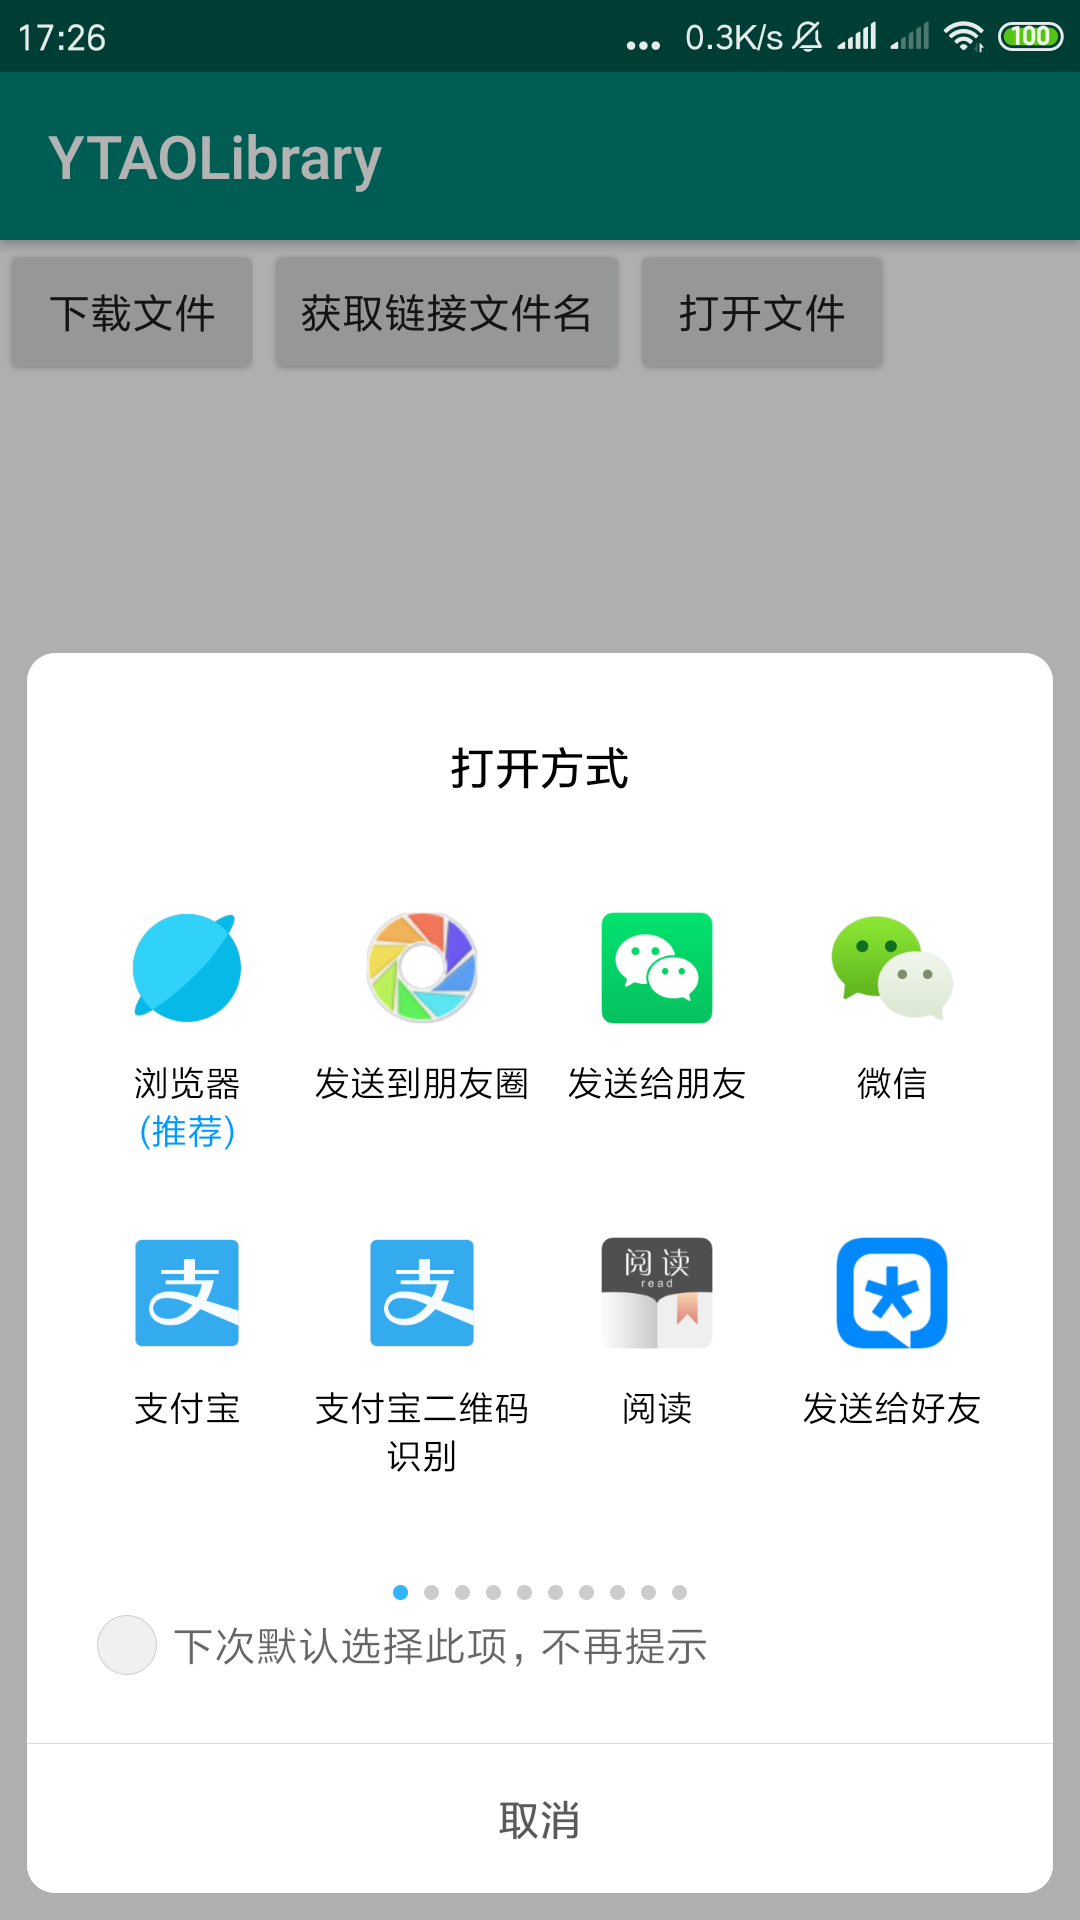 17:26 ... 0.3K/s 100
YTAOLibrary
下载文件 获取链接文件名 打开文件
打开方式
浏览器 发送到朋友圈 发送给朋友 微信
(推荐)
支 支 阅读
read
支付宝 支付宝二维码 阅读 发送给好友
识别
下次默认选择此项，不再提示
取消